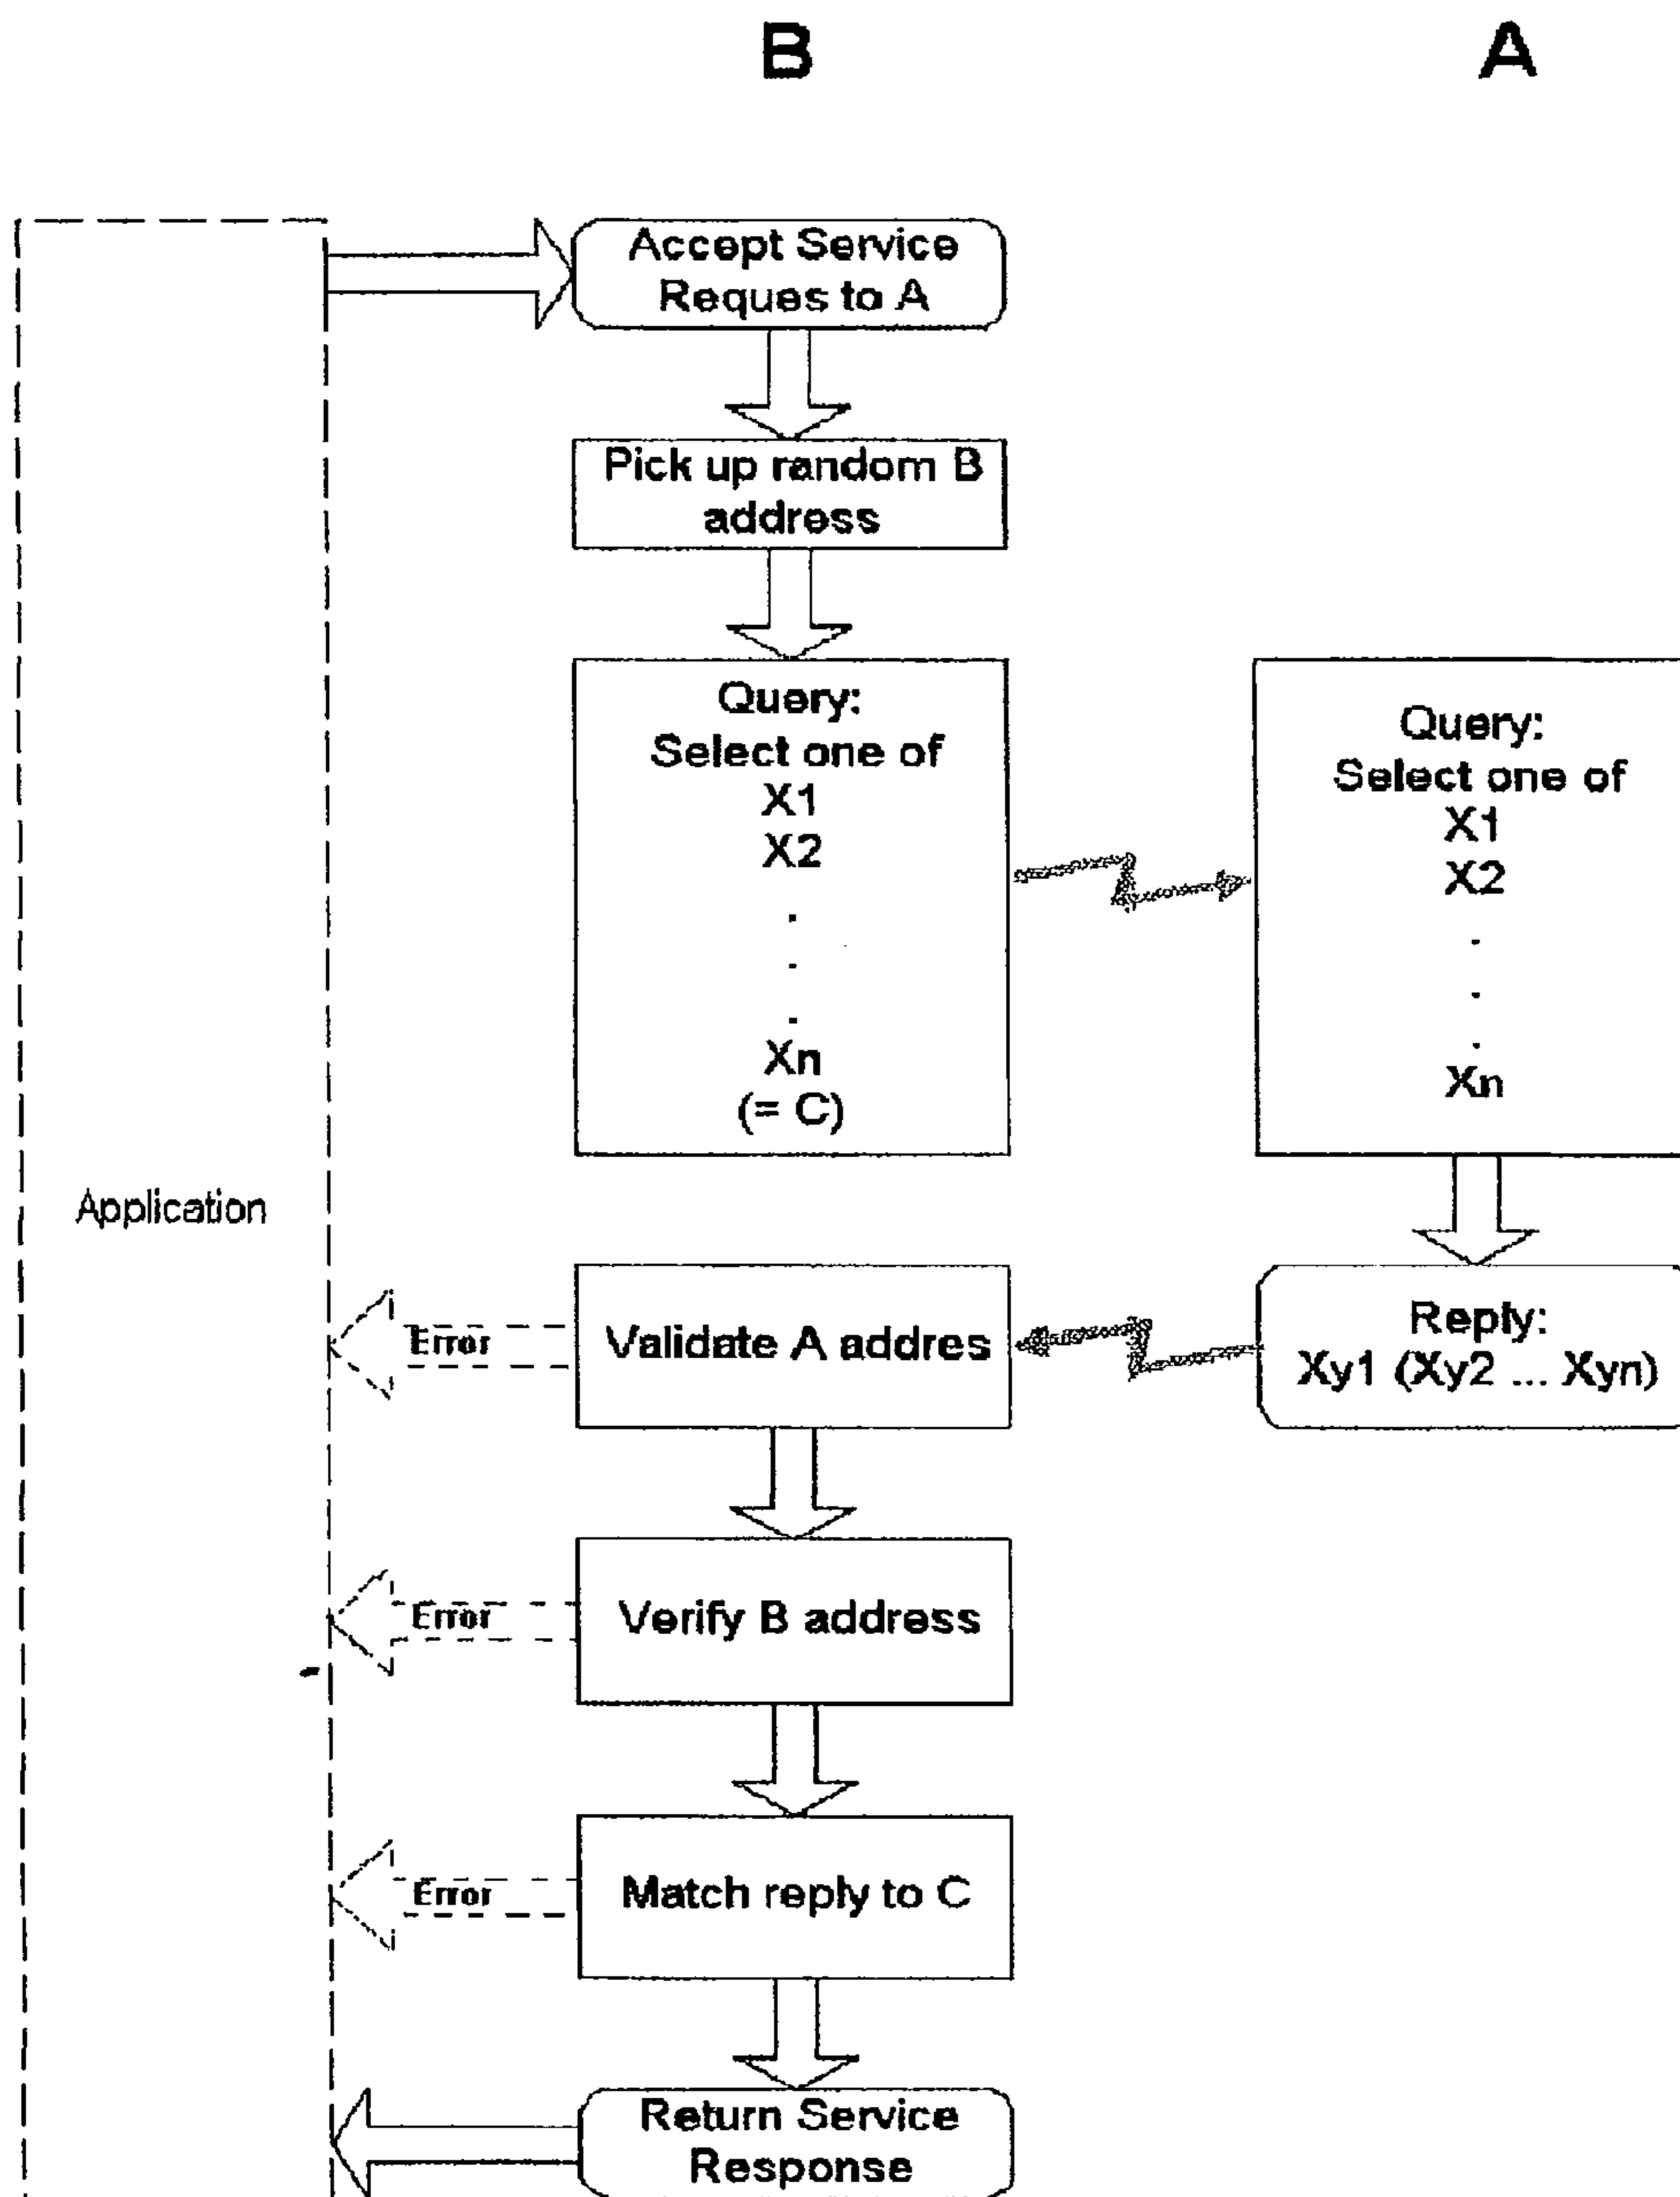 B
A
Accept Service
Reques to A
Pick up random B
address
Query:
Select one of
X1
X2
.
.
.
Xn
(= C)
Query:
Select one of
X1
X2
.
.
.
Xn
Application
Error
Validate A addres
Reply:
Xy1 (Xy2 ... Xyn)
Error
Verify B address
Error
Match reply to C
Return Service
Response